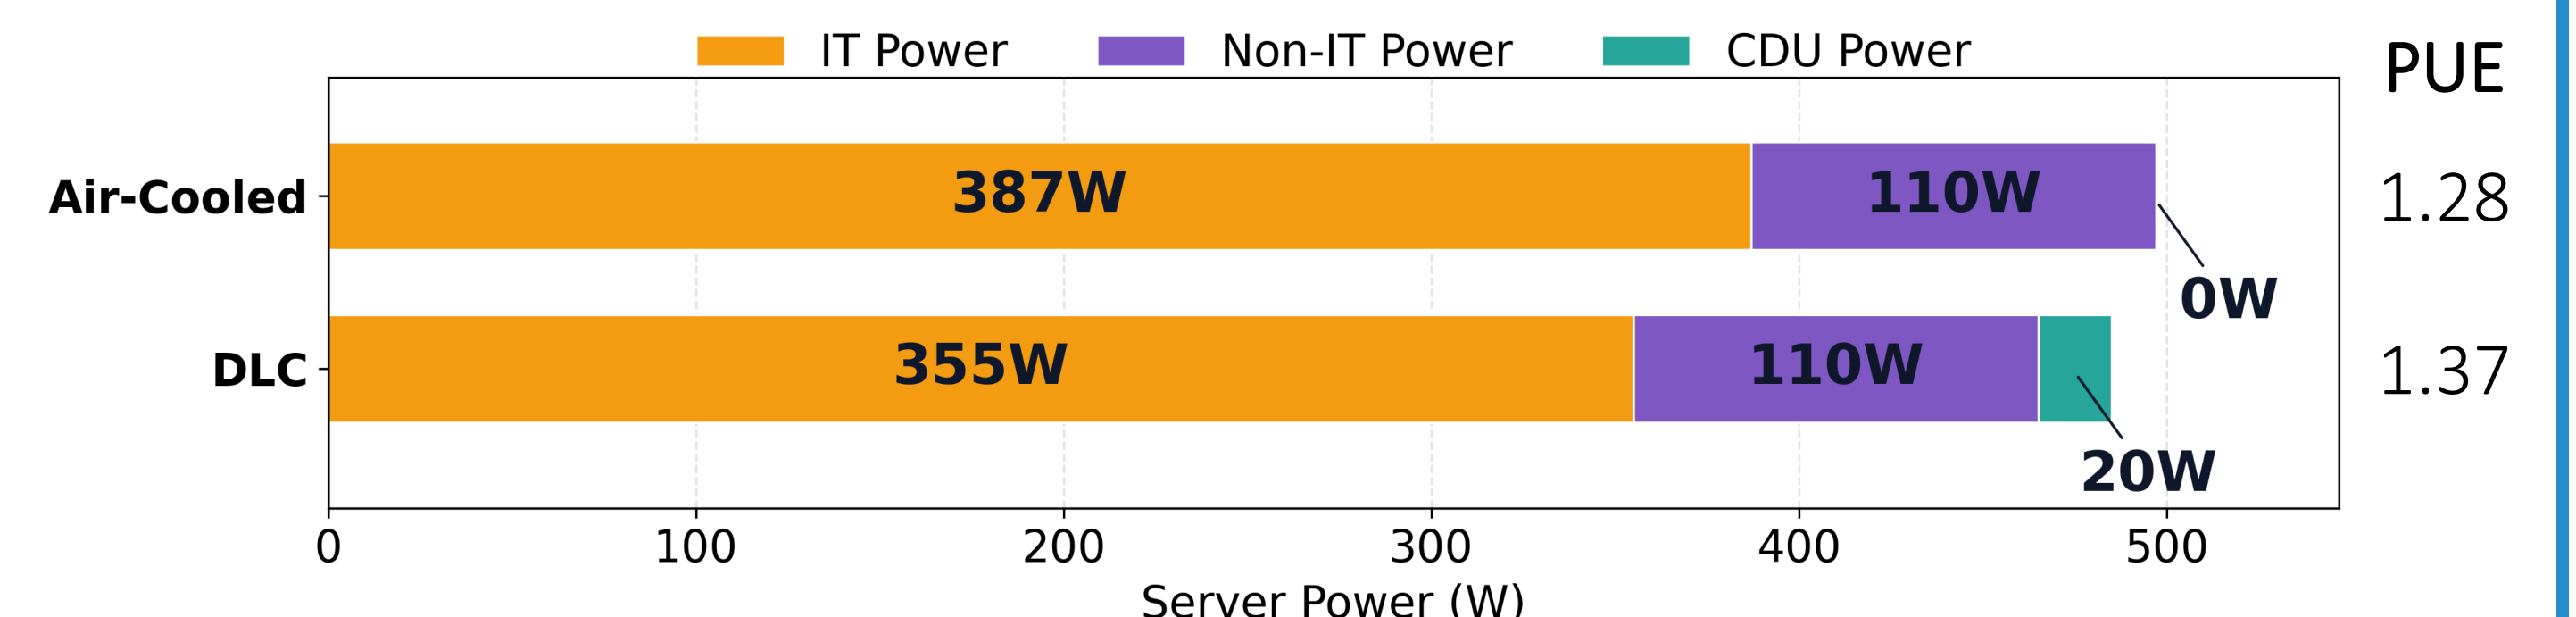 IT Power Non-IT Power CDU Power
PUE
Air-Cooled 387W 110W 1.28
0W
DLC 355W 110W 1.37
20W
0 100 200 300 400 500
Server Power (W)